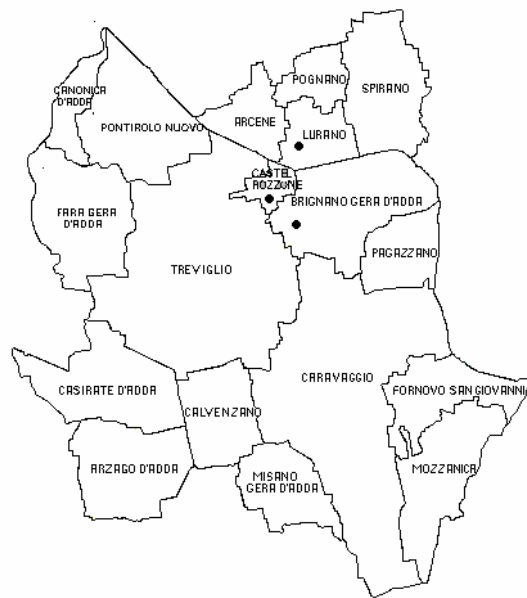 POGNANO
SPIRANO
CANONICA
D'ADDA
PONTIROLO NUOVO
ARCENE
LURANO
CASTEL
ROZZONE
BRIGNANO GERA D'ADDA
FARA GERA
D'ADDA
PAGAZZANO
TREVIGLIO
CARAVAGGIO
CASIRATE D'ADDA
FORNOVO SAN GIOVANNI
CALVENZANO
ARZAGO D'ADDA
MISANO
GERA D'ADDA
MOZZANICA